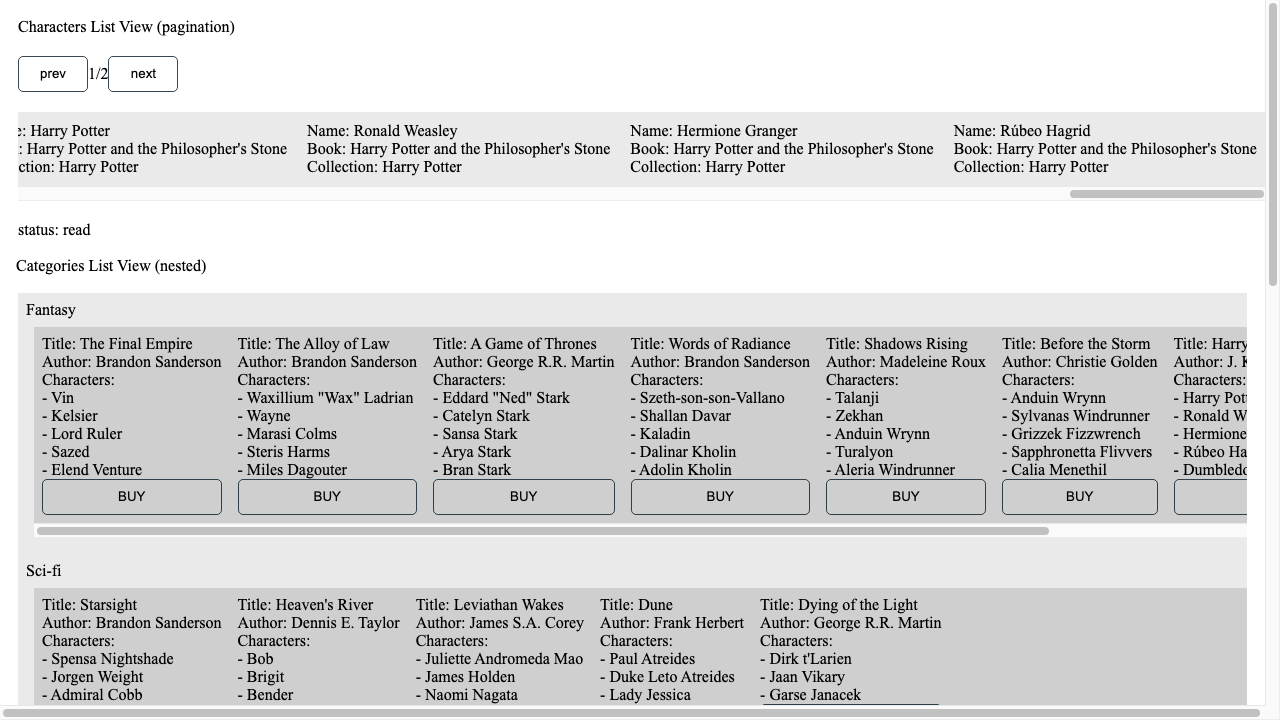 Characters List View (pagination)
prev 1/2 next
e: Harry Potter
: Harry Potter and the Philosopher's Stone
ction: Harry Potter
Name: Ronald Weasley
Book: Harry Potter and the Philosopher's Stone
Collection: Harry Potter
Name: Hermione Granger
Book: Harry Potter and the Philosopher's Stone
Collection: Harry Potter
Name: Rúbeo Hagrid
Book: Harry Potter and the Philosopher's Stone
Collection: Harry Potter
status: read
Categories List View (nested)
Fantasy
Title: The Final Empire
Author: Brandon Sanderson
Characters:
- Vin
- Kelsier
- Lord Ruler
- Sazed
- Elend Venture
BUY
Title: The Alloy of Law
Author: Brandon Sanderson
Characters:
- Waxillium "Wax" Ladrian
- Wayne
- Marasi Colms
- Steris Harms
- Miles Dagouter
BUY
Title: A Game of Thrones
Author: George R.R. Martin
Characters:
- Eddard "Ned" Stark
- Catelyn Stark
- Sansa Stark
- Arya Stark
- Bran Stark
BUY
Title: Words of Radiance
Author: Brandon Sanderson
Characters:
- Szeth-son-son-Vallano
- Shallan Davar
- Kaladin
- Dalinar Kholin
- Adolin Kholin
BUY
Title: Shadows Rising
Author: Madeleine Roux
Characters:
- Talanji
- Zekhan
- Anduin Wrynn
- Turalyon
- Aleria Windrunner
BUY
Title: Before the Storm
Author: Christie Golden
Characters:
- Anduin Wrynn
- Sylvanas Windrunner
- Grizzek Fizzwrench
- Sapphronetta Flivvers
- Calia Menethil
BUY
Title: Harry
Author: J.
Characters:
- Harry
- Ronald
- Hermione
- Rúbeo
Sci-fi
Title: Starsight
Author: Brandon Sanderson
Characters:
- Spensa Nightshade
- Jorgen Weight
- Admiral Cobb
Title: Heaven's River
Author: Dennis E. Taylor
Characters:
- Bob
- Brigit
- Bender
Title: Leviathan Wakes
Author: James S.A. Corey
Characters:
- Juliette Andromeda Mao
- James Holden
- Naomi Nagata
Title: Dune
Author: Frank Herbert
Characters:
- Paul Atreides
- Duke Leto Atreides
- Lady Jessica
Title: Dying of the Light
Author: George R.R. Martin
Characters:
- Dirk t'Larien
- Jaan Vikary
- Garse Janacek